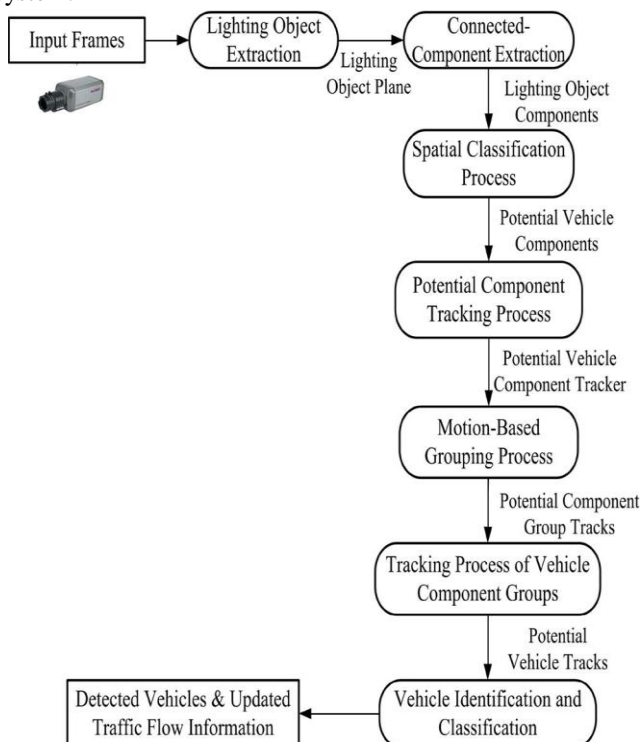 Input Frames
Lighting Object
Extraction
Lighting
Object Plane
Connected-
Component Extraction
Lighting Object
Components
Spatial Classification
Process
Potential Vehicle
Components
Potential Component
Tracking Process
Potential Vehicle
Component Tracker
Motion-Based
Grouping Process
Potential Component
Group Tracks
Tracking Process of Vehicle
Component Groups
Potential
Vehicle Tracks
Vehicle Identification and
Classification
Detected Vehicles & Updated
Traffic Flow Information